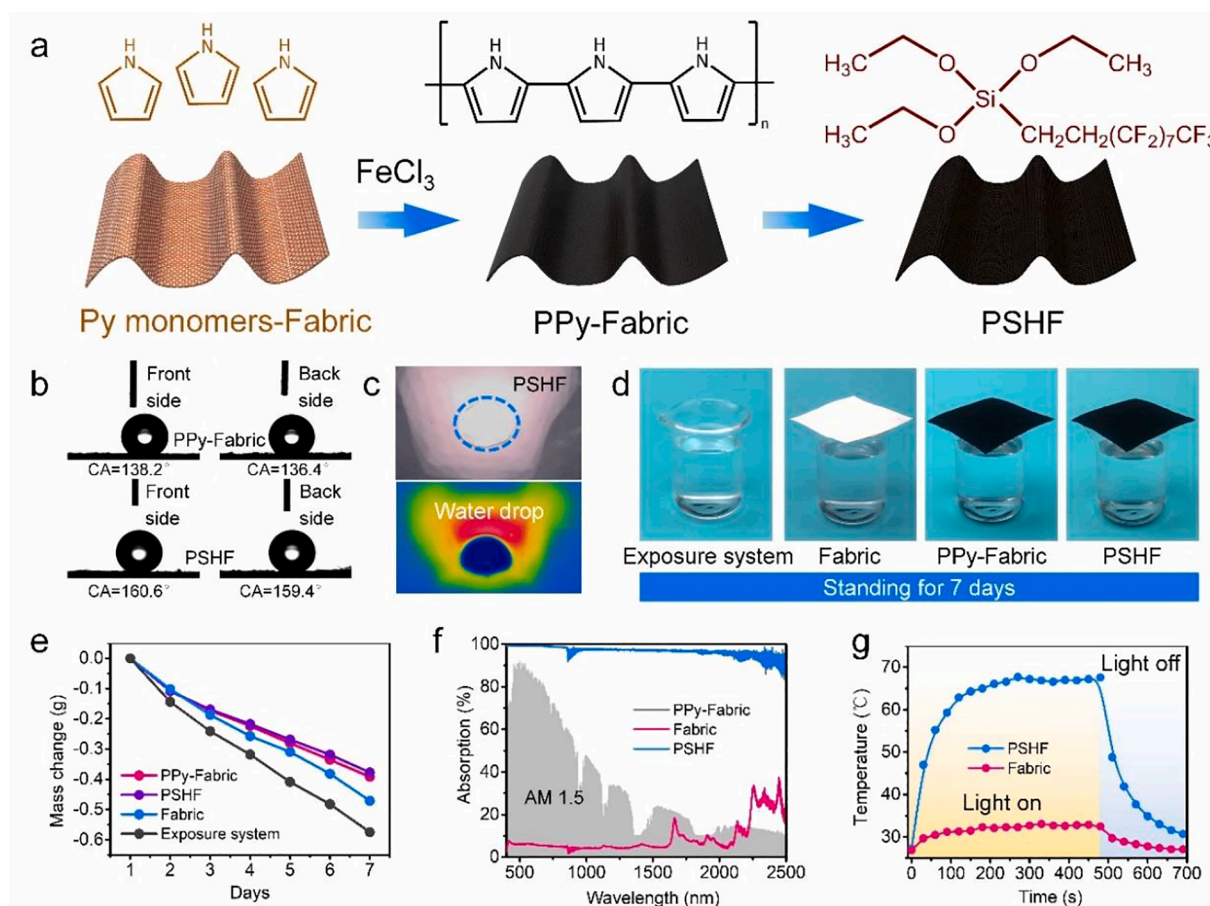 a
H
N
H
N
H
N
H
N
H
N
H
N
n
H₃C
O
O
CH₃
Si
H₃C
O
CH₂CH₂(CF₂)₇CF₃
FeCl₃
Py monomers-Fabric
PPy-Fabric
PSHF
b
Front
side
Back
side
PPy-Fabric
CA=138.2°
CA=136.4°
Front
side
Back
side
PSHF
CA=160.6°
CA=159.4°
c
PSHF
Water drop
d
Exposure system
Fabric
PPy-Fabric
PSHF
Standing for 7 days
e
Mass change (g)
0.0
-0.1
-0.2
-0.3
-0.4
-0.5
-0.6
PPy-Fabric
PSHF
Fabric
Exposure system
1 2 3 4 5 6 7
Days
f
Absorption (%)
100
80
60
40
20
0
PPy-Fabric
Fabric
PSHF
AM 1.5
500 1000 1500 2000 2500
Wavelength (nm)
g
Temperature (℃)
70
60
50
40
30
Light off
PSHF
Fabric
Light on
0 100 200 300 400 500 600 700
Time (s)